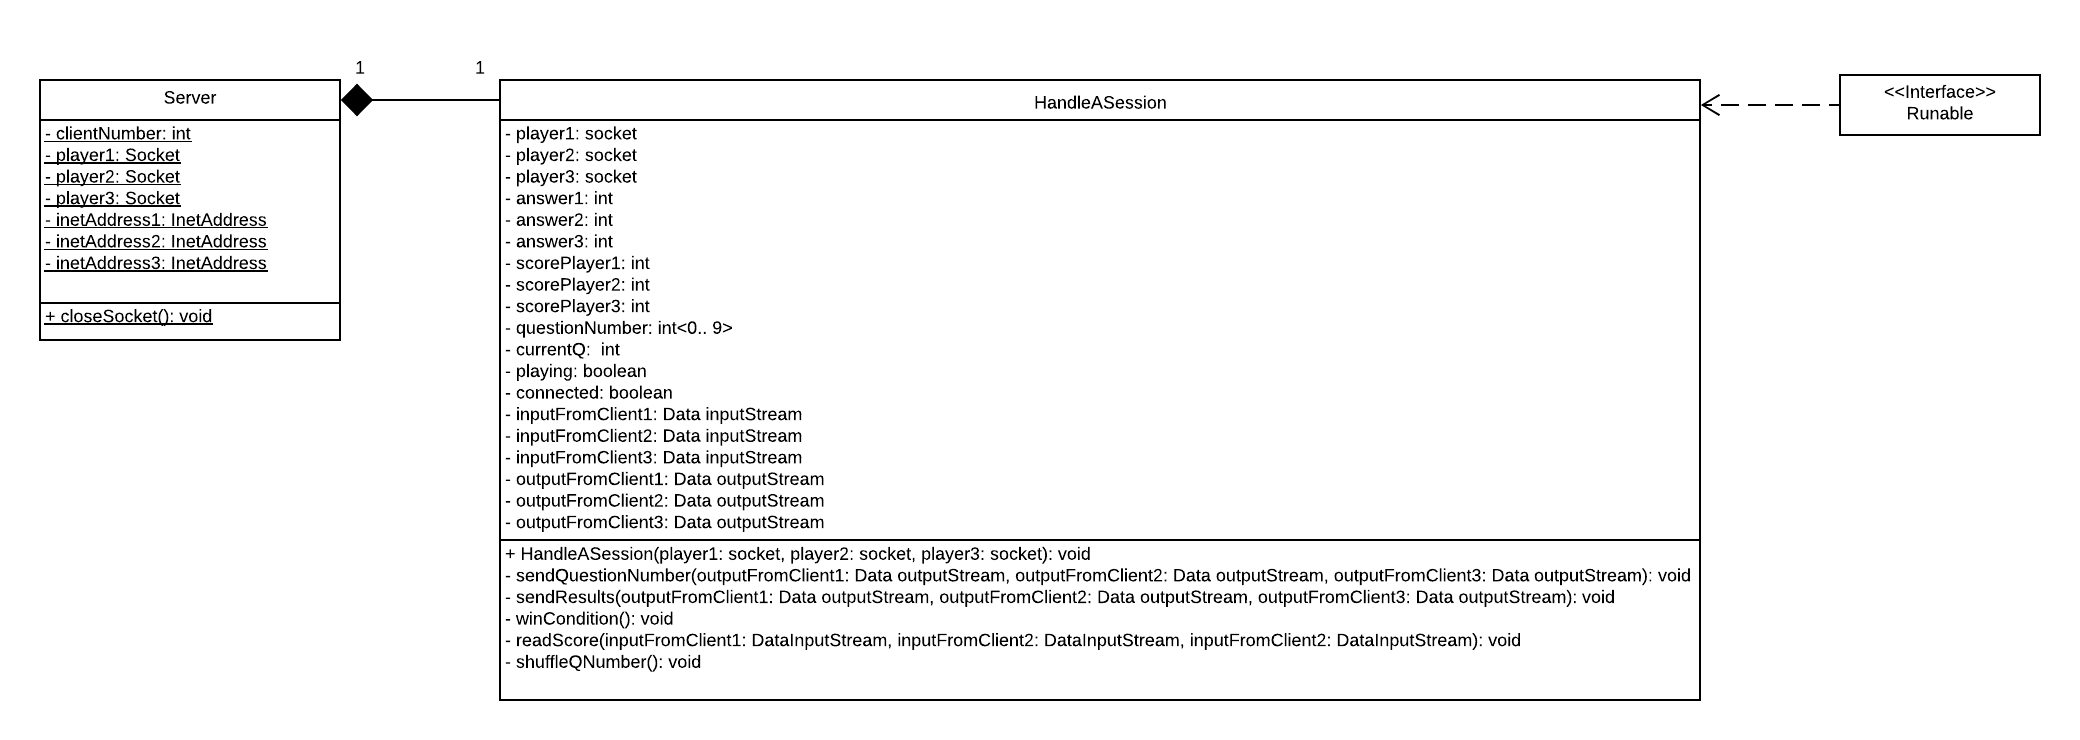 1
1
Server
- clientNumber: int
- player1: Socket
- player2: Socket
- player3: Socket
- inetAddress1: InetAddress
- inetAddress2: InetAddress
- inetAddress3: InetAddress
+ closeSocket(): void
HandleASession
- player1: socket
- player2: socket
- player3: socket
- answer1: int
- answer2: int
- answer3: int
- scorePlayer1: int
- scorePlayer2: int
- scorePlayer3: int
- questionNumber: int<0.. 9>
- currentQ:  int
- playing: boolean
- connected: boolean
- inputFromClient1: Data inputStream
- inputFromClient2: Data inputStream
- inputFromClient3: Data inputStream
- outputFromClient1: Data outputStream
- outputFromClient2: Data outputStream
- outputFromClient3: Data outputStream
+ HandleASession(player1: socket, player2: socket, player3: socket): void
- sendQuestionNumber(outputFromClient1: Data outputStream, outputFromClient2: Data outputStream, outputFromClient3: Data outputStream): void
- sendResults(outputFromClient1: Data outputStream, outputFromClient2: Data outputStream, outputFromClient3: Data outputStream): void
- winCondition(): void
- readScore(inputFromClient1: DataInputStream, inputFromClient2: DataInputStream, inputFromClient2: DataInputStream): void
- shuffleQNumber(): void
<<Interface>>
Runable